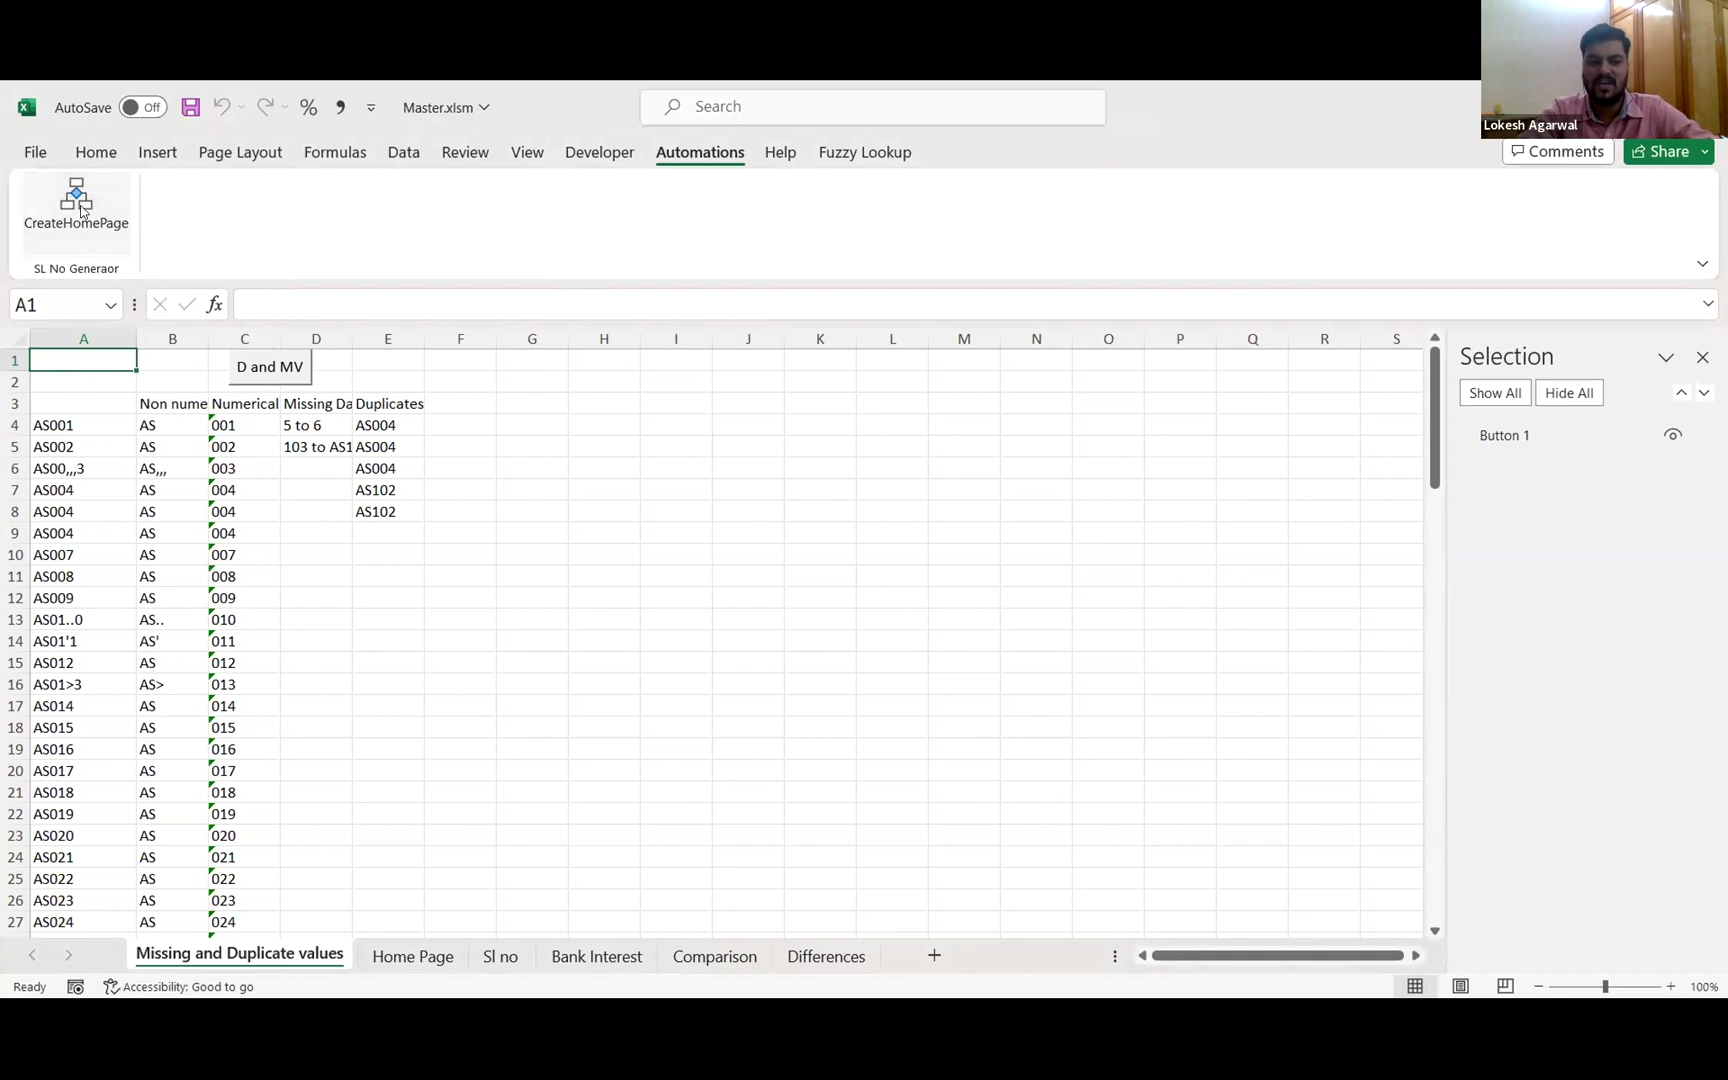 AutoSave Off % , Master.xlsm Search
Lokesh Agarwal
File Home Insert Page Layout Formulas Data Review View Developer Automations Help Fuzzy Lookup Comments Share
CreateHomePage
SL No Generaor
A1 fx
A B C D E F G H I J K L M N O P Q R S
1 D and MV
2
3 Non nume Numerical Missing Da Duplicates
4 AS001 AS 001 5 to 6 AS004
5 AS002 AS 002 103 to AS1 AS004
6 AS00,,,3 AS,,, 003 AS004
7 AS004 AS 004 AS102
8 AS004 AS 004 AS102
9 AS004 AS 004
10 AS007 AS 007
11 AS008 AS 008
12 AS009 AS 009
13 AS01..0 AS.. 010
14 AS01'1 AS' 011
15 AS012 AS 012
16 AS01>3 AS> 013
17 AS014 AS 014
18 AS015 AS 015
19 AS016 AS 016
20 AS017 AS 017
21 AS018 AS 018
22 AS019 AS 019
23 AS020 AS 020
24 AS021 AS 021
25 AS022 AS 022
26 AS023 AS 023
27 AS024 AS 024
Selection
Show All Hide All
Button 1
Missing and Duplicate values Home Page Sl no Bank Interest Comparison Differences +
Ready Accessibility: Good to go 100%